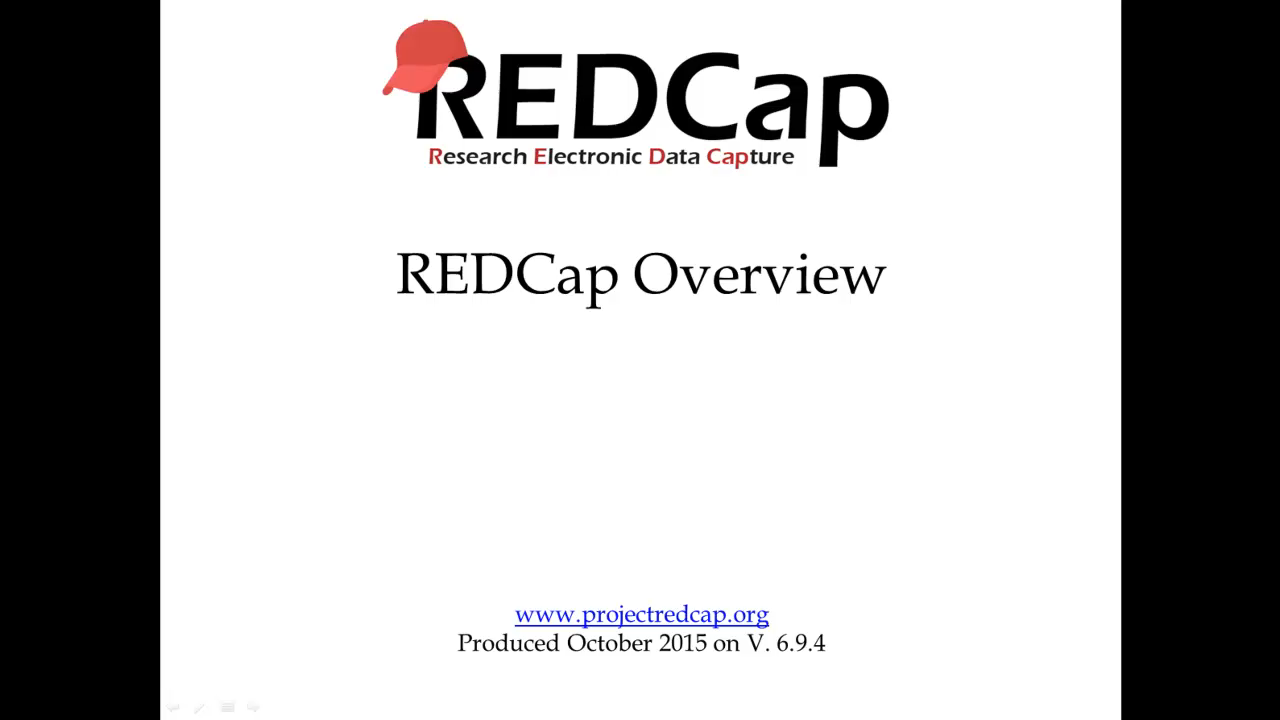 REDCap
Research Electronic Data Capture
REDCap Overview
www.projectredcap.org
Produced October 2015 on V. 6.9.4